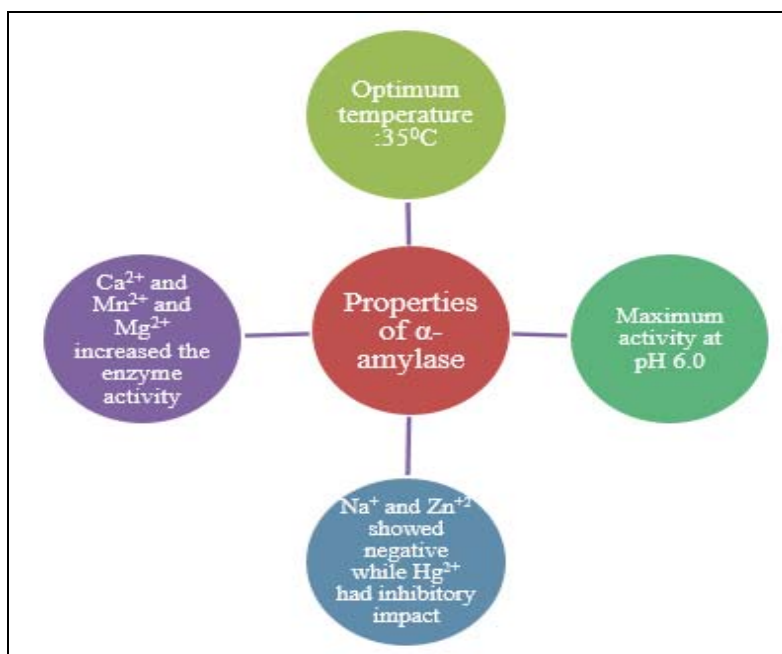 Optimum
temperature
:35⁰C
Ca²⁺ and
Mn²⁺ and
Mg²⁺
increased the
enzyme
activity
Properties
of α-
amylase
Maximum
activity at
pH 6.0
Na⁺ and Zn⁺²
showed
negative
while Hg²⁺
had inhibitory
impact